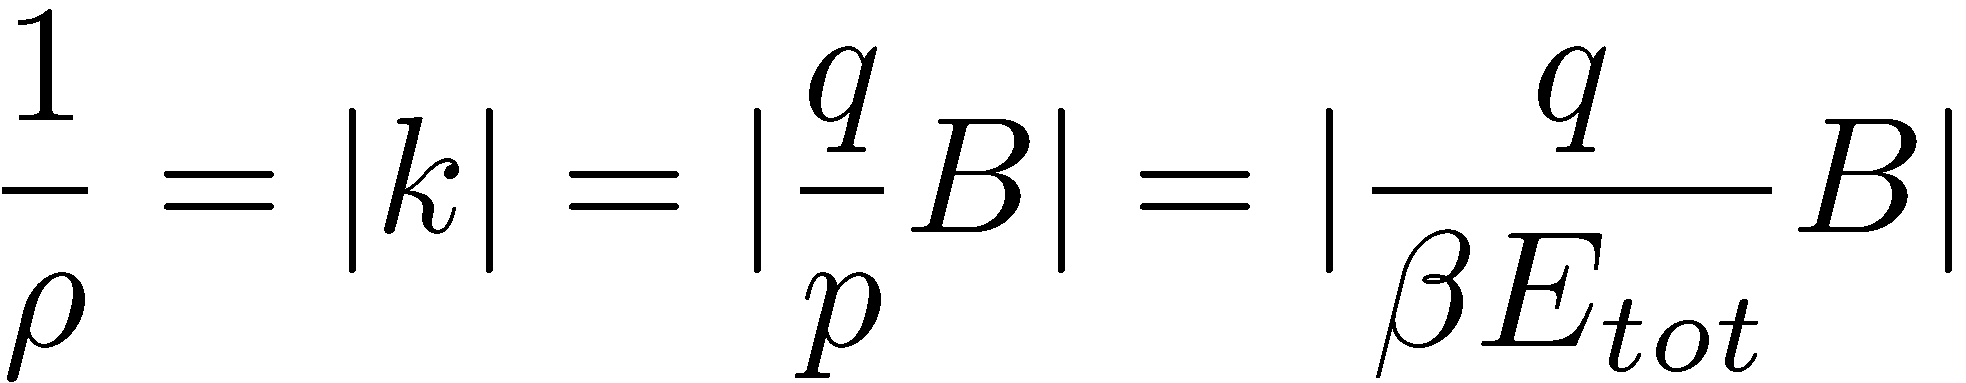 1/ρ = |k| = |q/p B| = |q/(βE_tot) B|